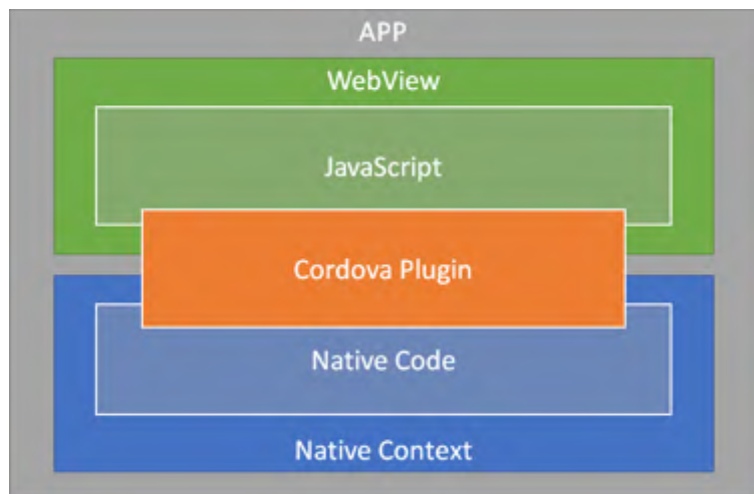 APP
WebView
JavaScript
Cordova Plugin
Native Code
Native Context